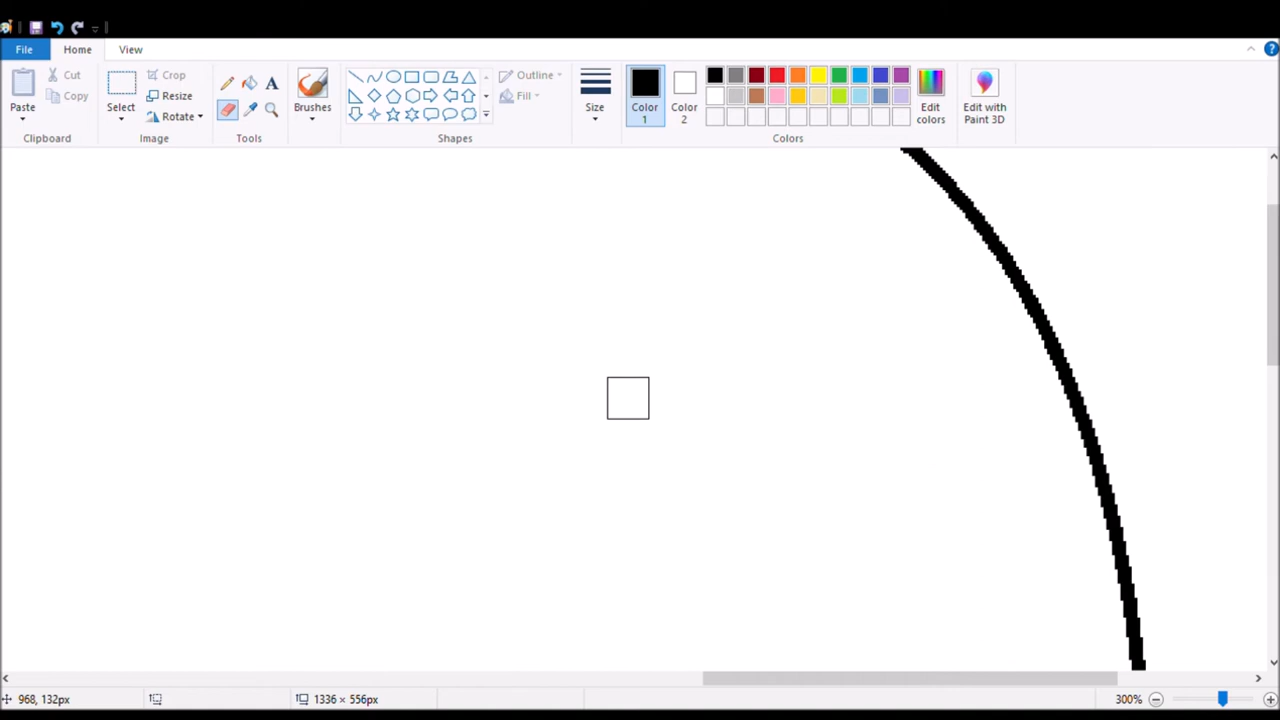 File Home View
Paste Cut Copy
Clipboard
Select Crop Resize Rotate
Image
A
Tools
Brushes
Outline Fill
Shapes
Size
Color 1
Color 2
Edit colors
Colors
Edit with Paint 3D
968, 132px 1336 × 556px 300%